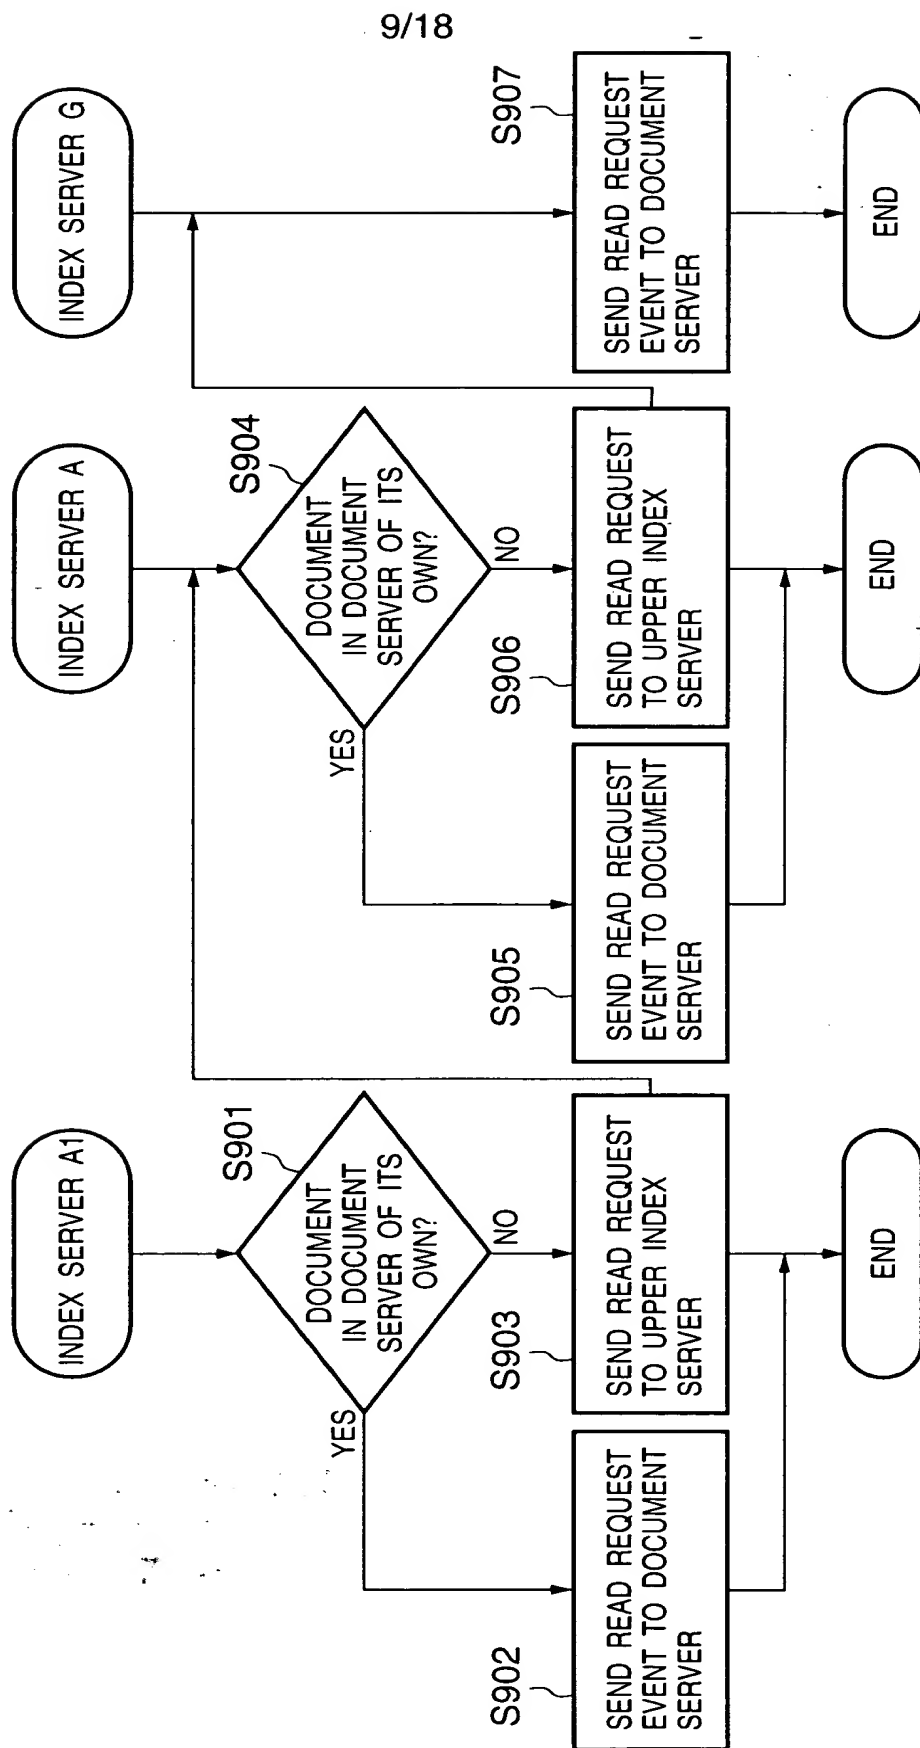 9/18
INDEX SERVER A1
S901
DOCUMENT
IN DOCUMENT
SERVER OF ITS
OWN?
YES
NO
S902
SEND READ REQUEST
EVENT TO DOCUMENT
SERVER
S903
SEND READ REQUEST
TO UPPER INDEX
SERVER
END
INDEX SERVER A
S904
DOCUMENT
IN DOCUMENT
SERVER OF ITS
OWN?
YES
NO
S905
SEND READ REQUEST
EVENT TO DOCUMENT
SERVER
S906
SEND READ REQUEST
TO UPPER INDEX
SERVER
END
INDEX SERVER G
S907
SEND READ REQUEST
EVENT TO DOCUMENT
SERVER
END